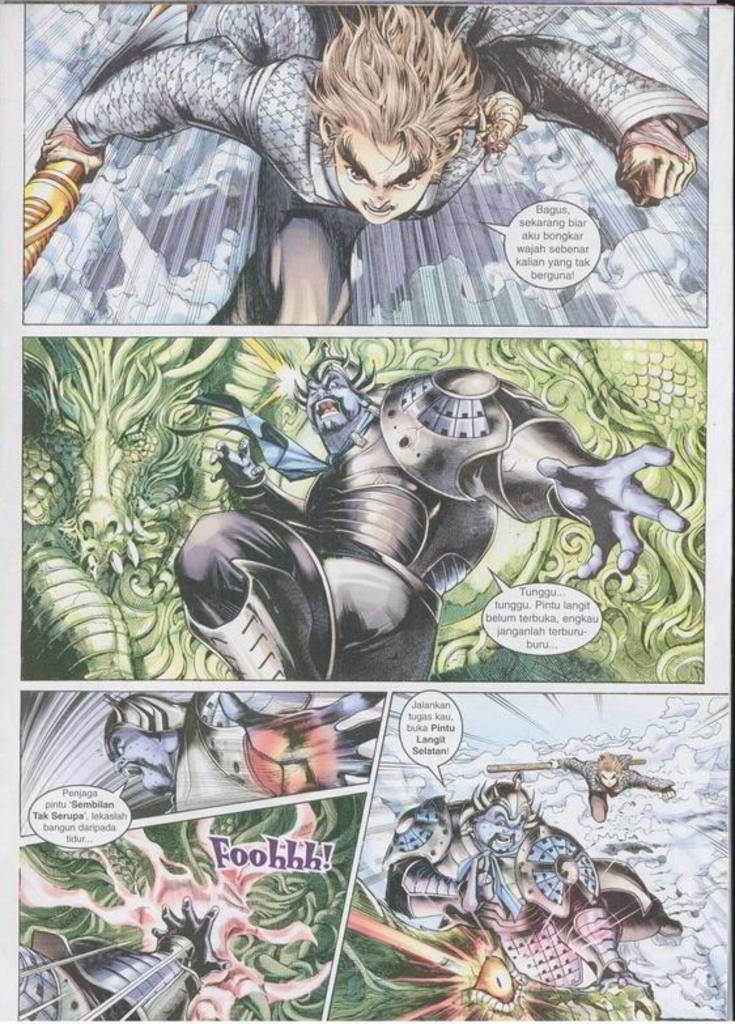 Bagus,
sekarang biar
aku bongkar
wajah sebenar
kalian yang tak
berguna!
Tunggu...
tunggu. Pintu langit
belum terbuka, engkau
janganlah terburu-
buru...
Penjaga
pintu 'Sembilan
Tak Serupa', lekaslah
bangun daripada
tidur...
Foohhh!
Jalankan
tugas kau,
buka Pintu
Langit
Selatan!